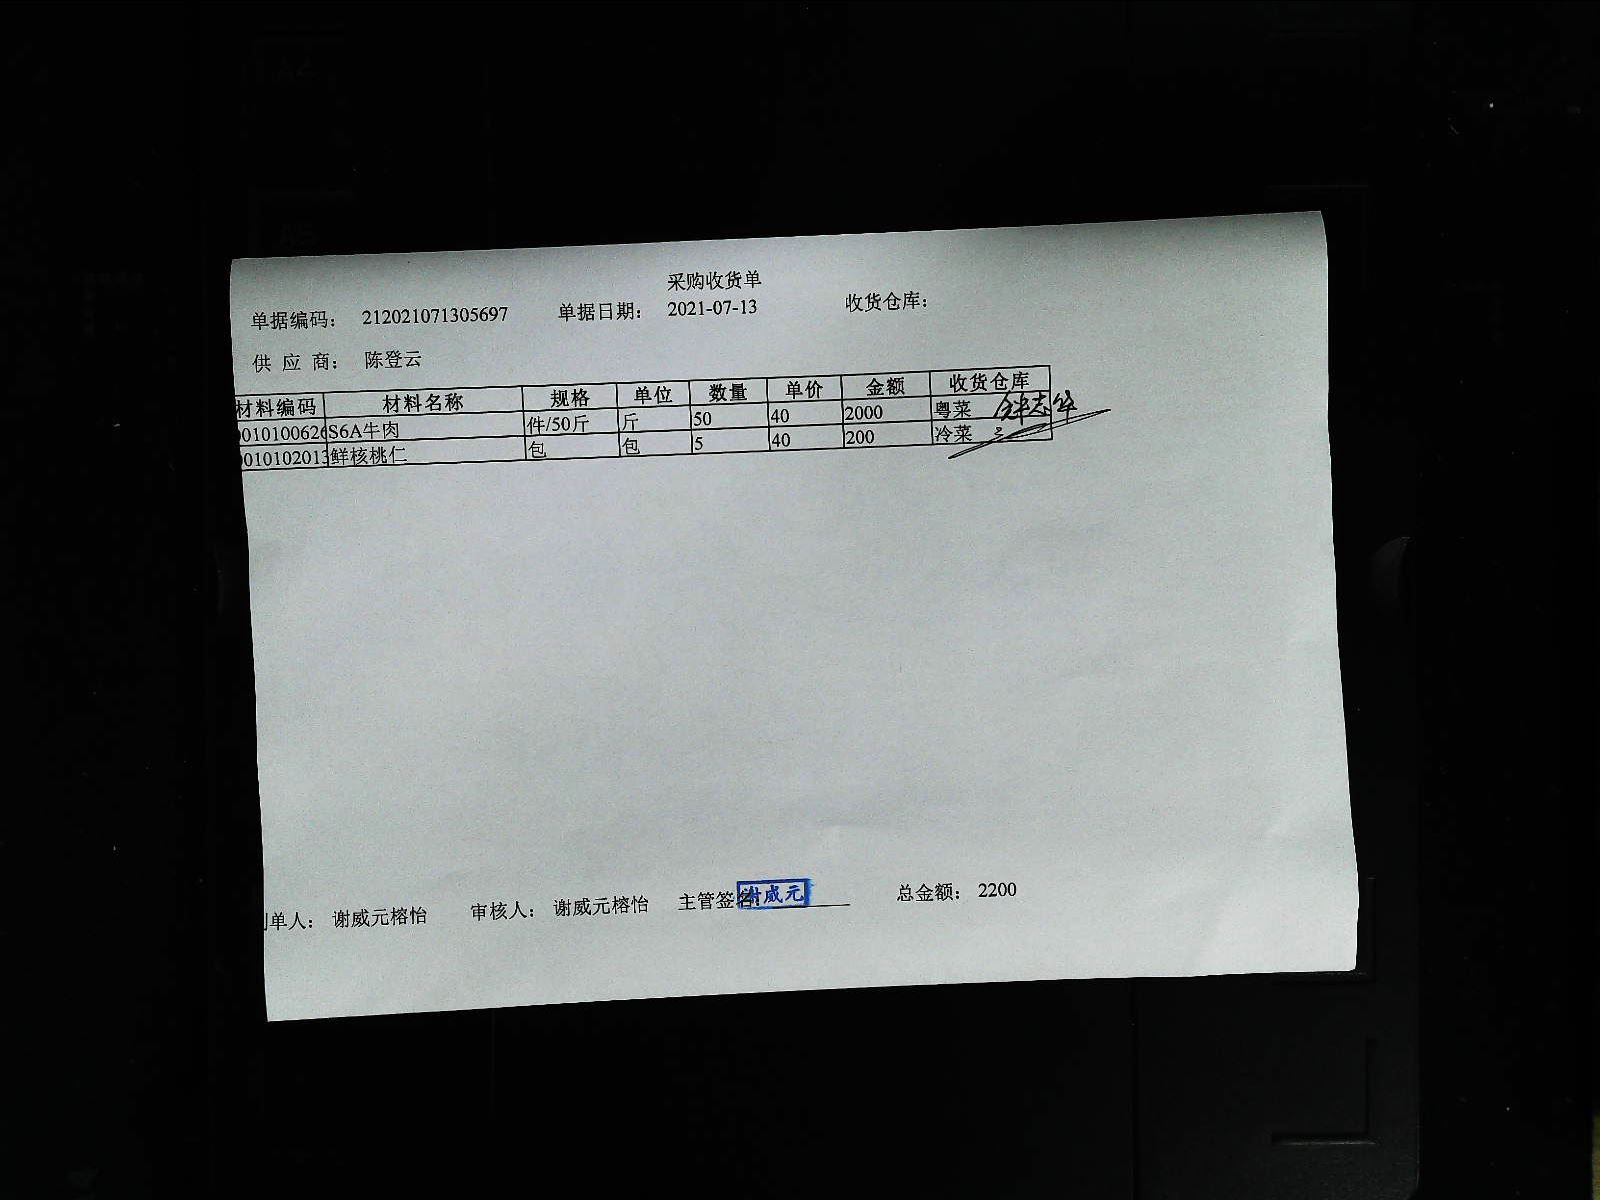 采购收货单
单据编码: 212021071305697 单据日期: 2021-07-13 收货仓库:
供 应 商: 陈登云
材料编码 材料名称 规格 单位 数量 单价 金额 收货仓库
0010100626 S6A牛肉 件/50斤 斤 50 40 2000 粤菜
0010102013 鲜核桃仁 包 包 5 40 200 冷菜
单人: 谢威元榕怡 审核人: 谢威元榕怡 主管签名: 谢威元 总金额: 2200